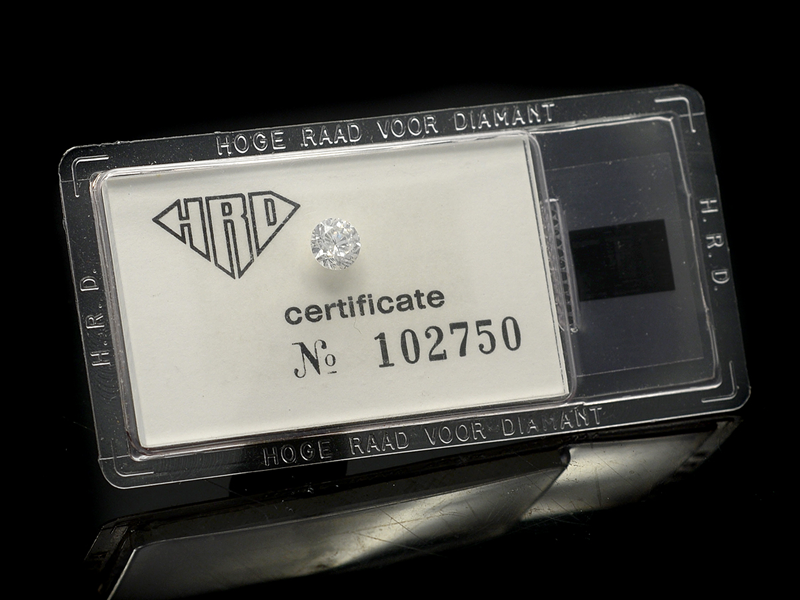 HOGE RAAD VOOR DIAMANT
HRD
certificate
No 102750
H. R. D.
H. R. D.
HOGE RAAD VOOR DIAMANT